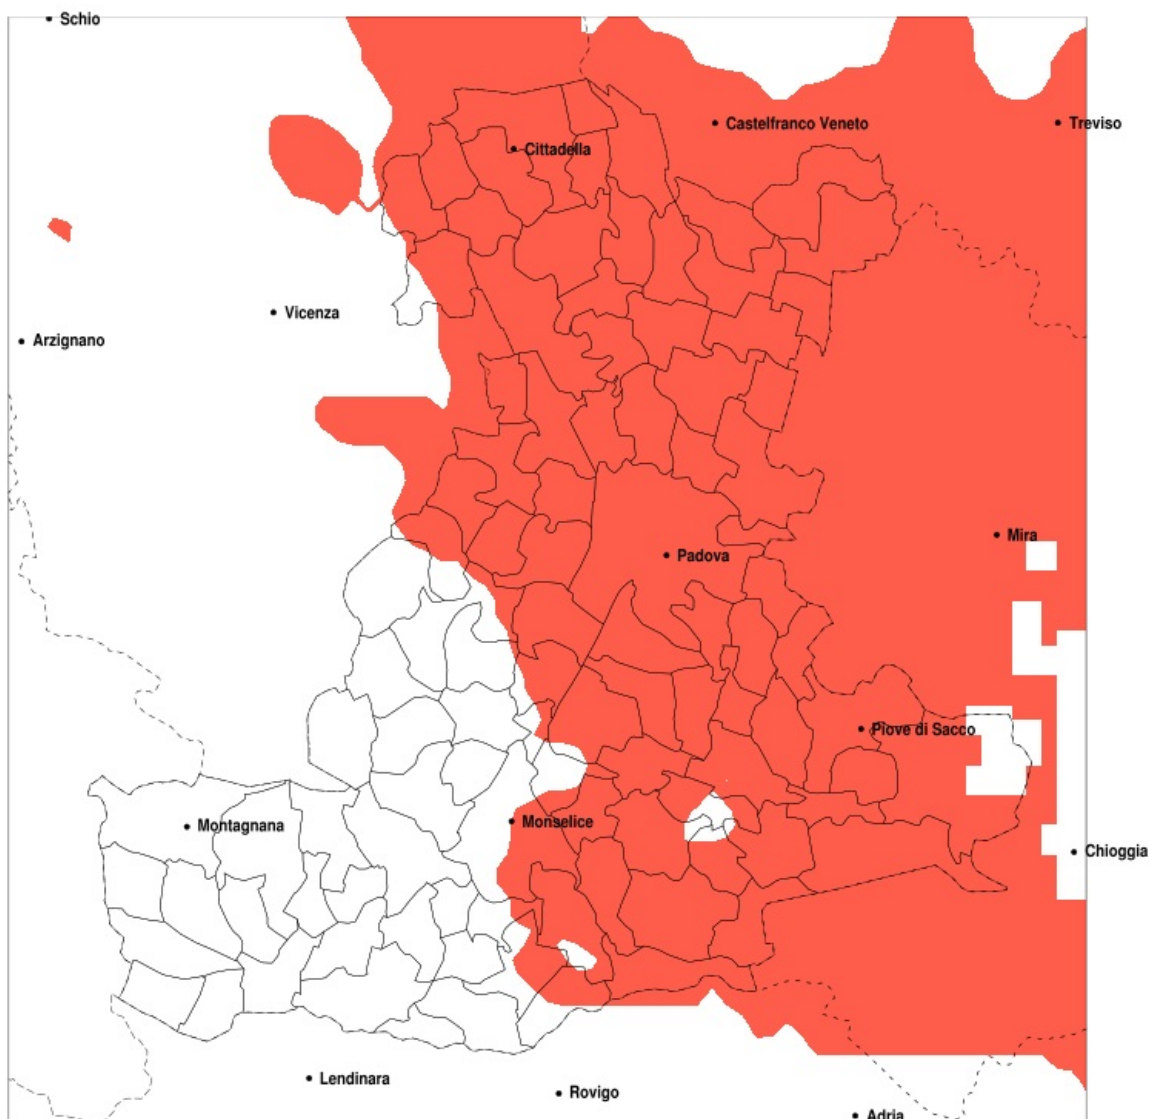 Schio
Castelfranco Veneto
Treviso
Cittadella
Vicenza
Arzignano
Mira
Padova
Piove di Sacco
Monselice
Montagnana
Chioggia
Lendinara
Rovigo
Adria